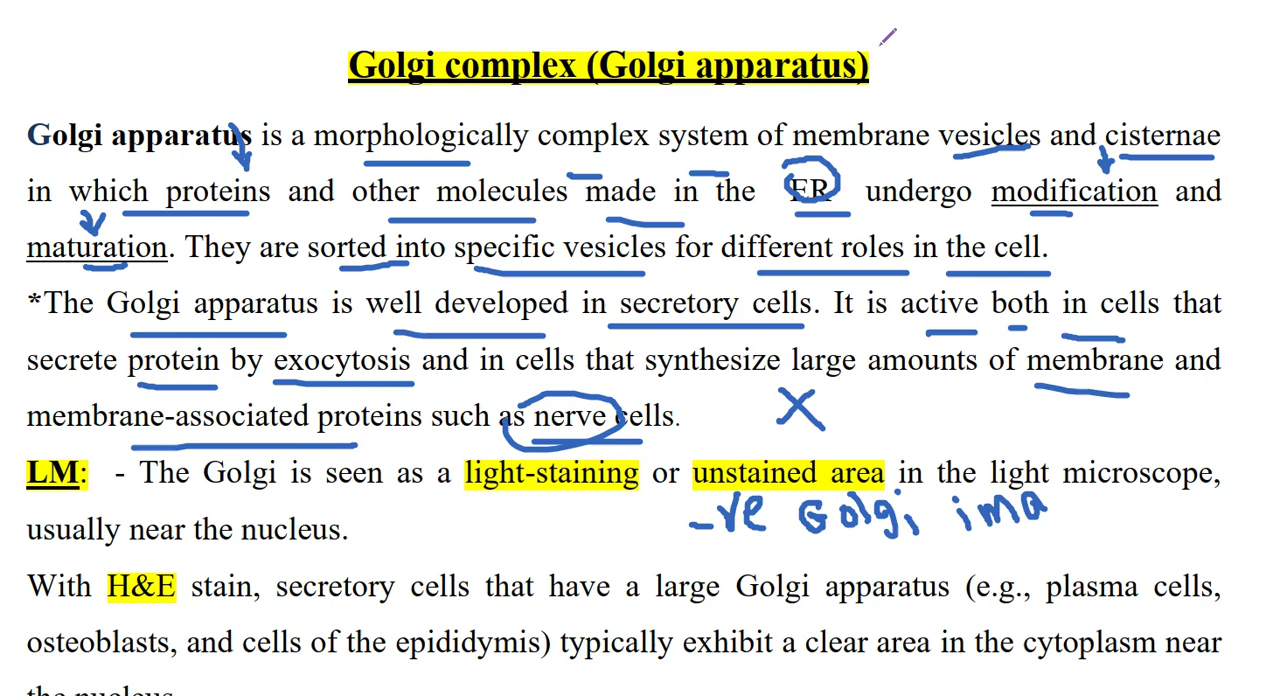 Golgi complex (Golgi apparatus)
Golgi apparatus is a morphologically complex system of membrane vesicles and cisternae
in which proteins and other molecules made in the ER undergo modification and
maturation. They are sorted into specific vesicles for different roles in the cell.
*The Golgi apparatus is well developed in secretory cells. It is active both in cells that
secrete protein by exocytosis and in cells that synthesize large amounts of membrane and
membrane-associated proteins such as nerve cells.
LM: - The Golgi is seen as a light-staining or unstained area in the light microscope,
-ve Golgi ima
usually near the nucleus.
With H&E stain, secretory cells that have a large Golgi apparatus (e.g., plasma cells,
osteoblasts, and cells of the epididymis) typically exhibit a clear area in the cytoplasm near
the nucleus